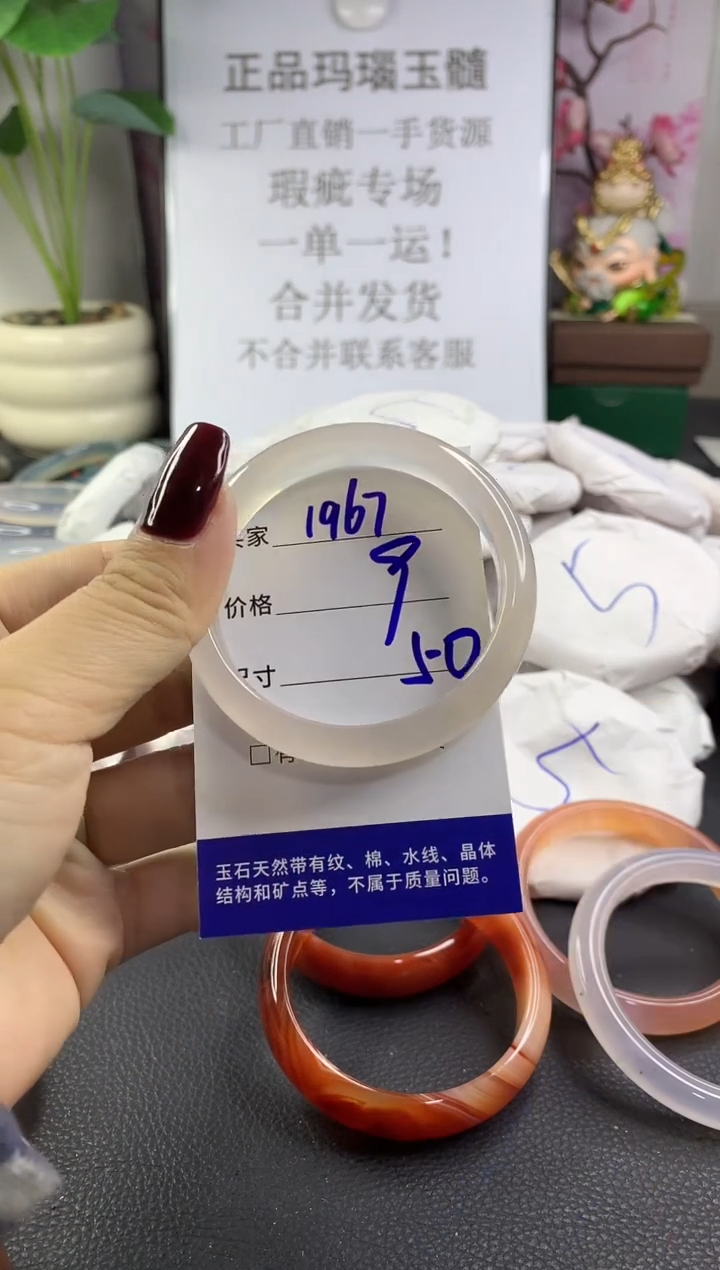 正品玛瑙玉髓
工厂直销一手货源
瑕疵专场
一单一运！
合并发货
不合并联系客服
家 1967
价格 9
寸 50
5
5
玉石天然带有纹、棉、水线、晶体
结构和矿点等，不属于质量问题。